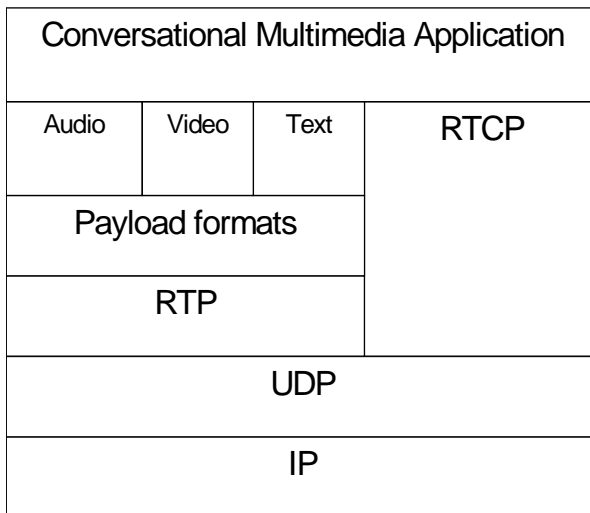 Conversational Multimedia Application
Audio Video Text RTCP
Payload formats
RTP
UDP
IP